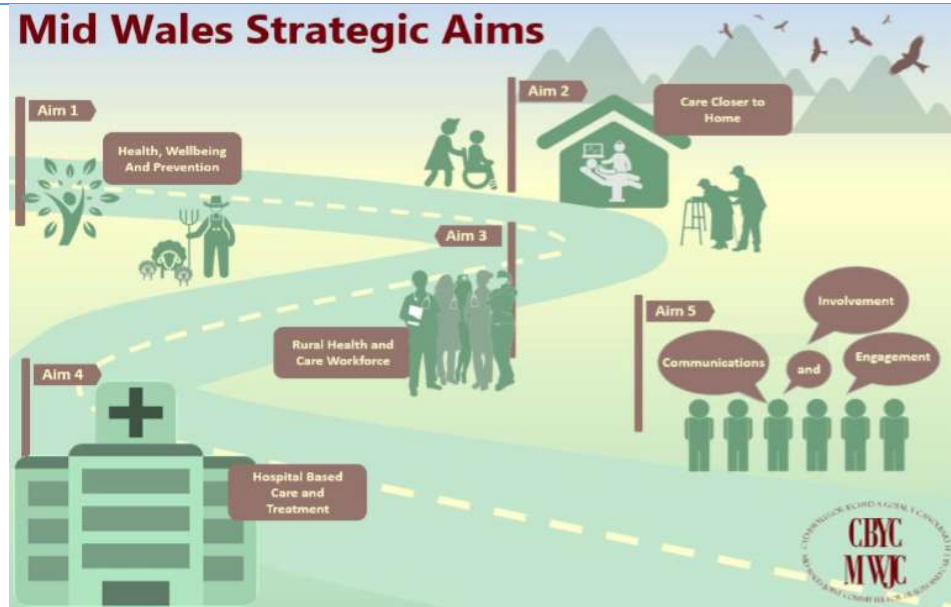 Mid Wales Strategic Aims
Aim 1
Health, Wellbeing
And Prevention
Aim 2
Care Closer to
Home
Aim 3
Rural Health and
Care Workforce
Aim 4
Hospital Based
Care and
Treatment
Aim 5
Communications
and
Involvement
Engagement
CBYC
MWJC